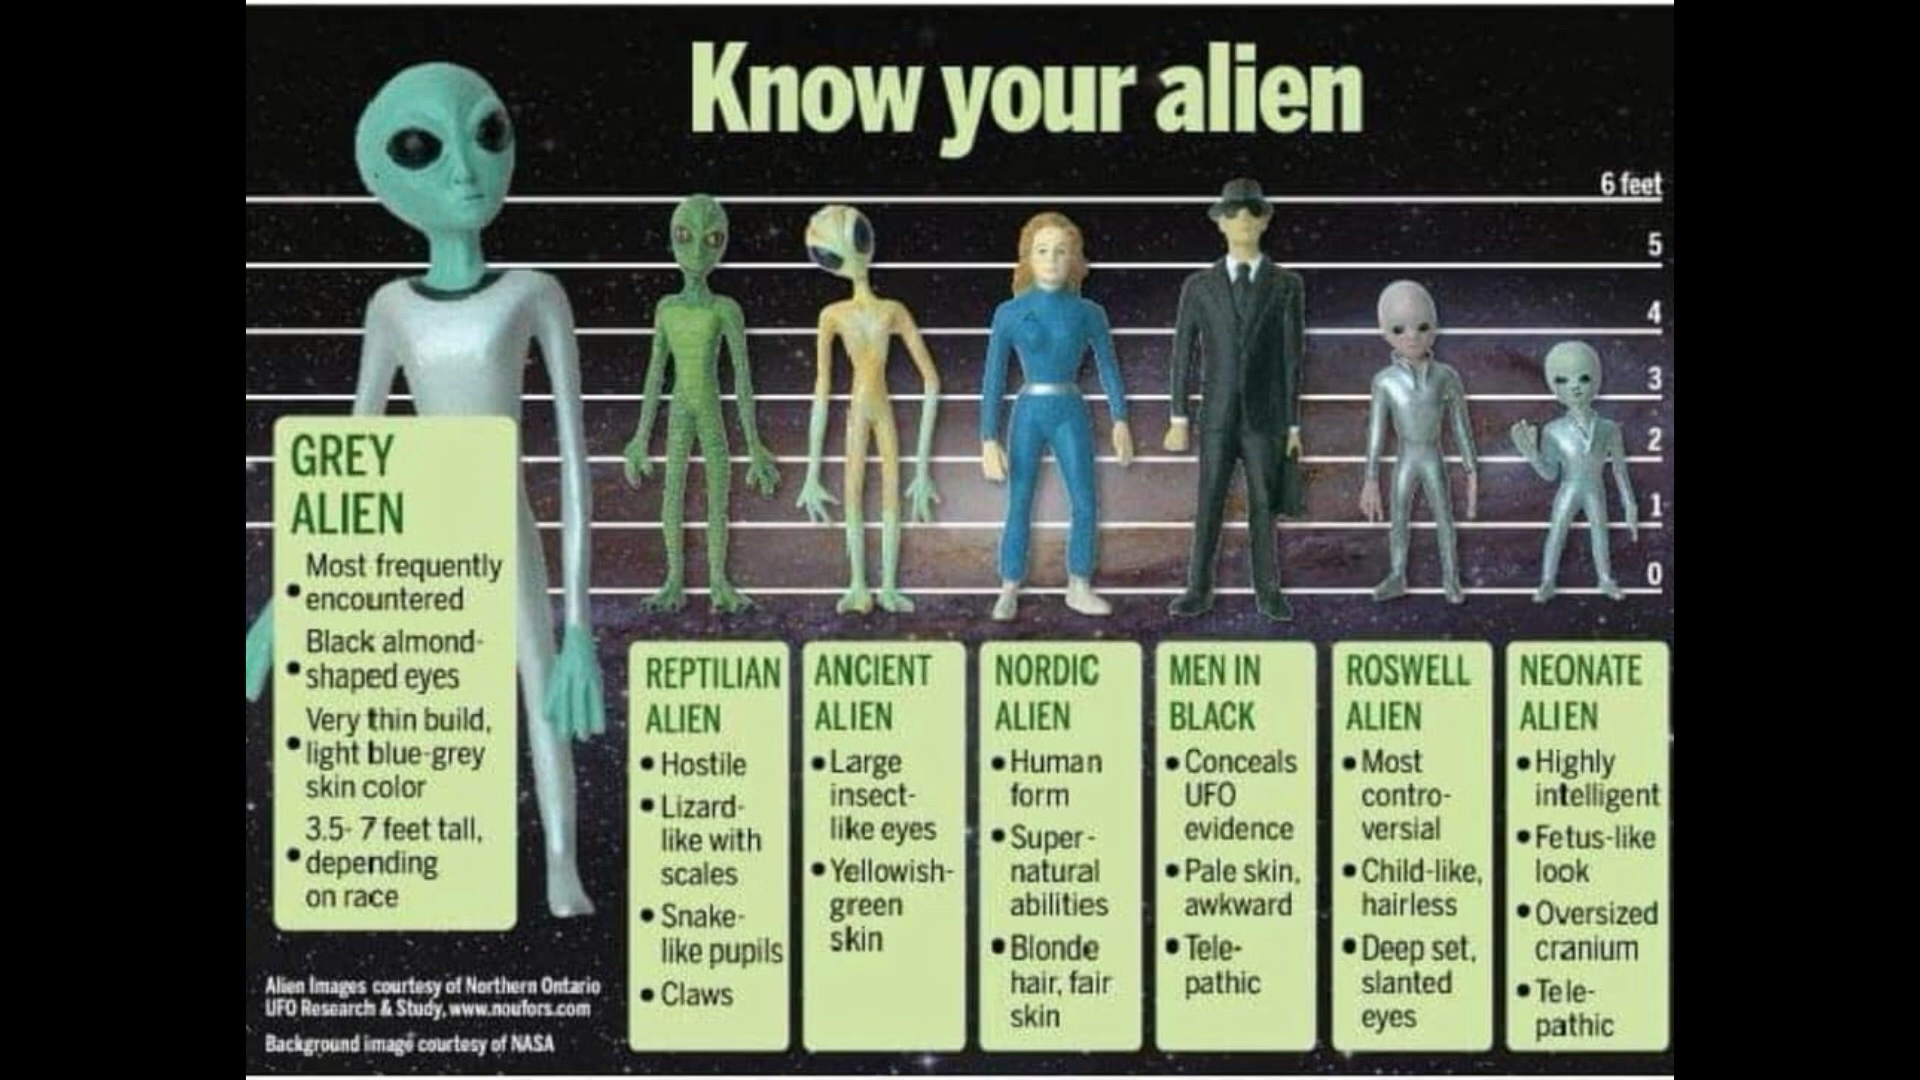 Know your alien
6 feet
5
4
3
2
1
0
GREY
ALIEN
• Most frequently
encountered
• Black almond-
shaped eyes
• Very thin build,
light blue-grey
skin color
• 3.5- 7 feet tall,
depending
on race
REPTILIAN
ALIEN
• Hostile
• Lizard-
like with
scales
• Snake-
like pupils
• Claws
ANCIENT
ALIEN
• Large
insect-
like eyes
• Yellowish-
green
skin
NORDIC
ALIEN
• Human
form
• Super-
natural
abilities
• Blonde
hair, fair
skin
MEN IN
BLACK
• Conceals
UFO
evidence
• Pale skin,
awkward
• Tele-
pathic
ROSWELL
ALIEN
• Most
contro-
versial
• Child-like,
hairless
• Deep set,
slanted
eyes
NEONATE
ALIEN
• Highly
intelligent
• Fetus-like
look
• Oversized
cranium
• Tele-
pathic
Alien Images courtesy of Northern Ontario
UFO Research & Study, www.noufors.com
Background image courtesy of NASA